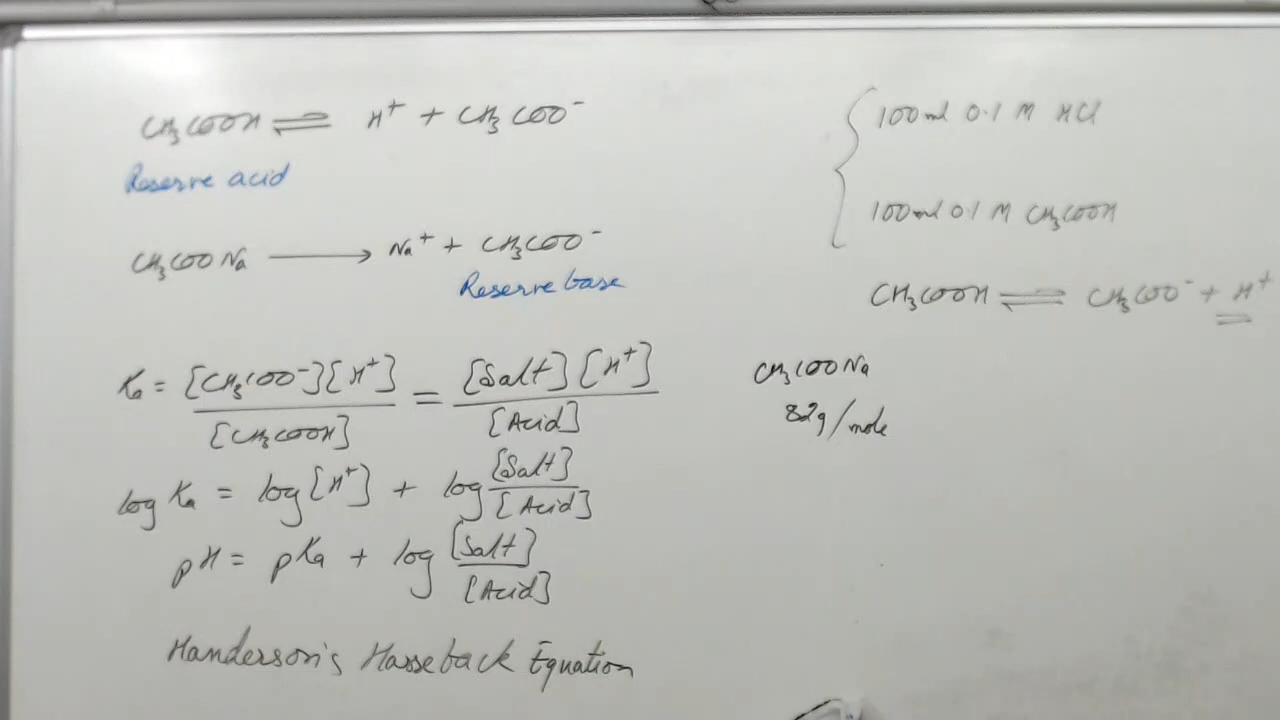 CH₃COOH ⇌ H⁺ + CH₃COO⁻
Reserve acid
CH₃COONa ⟶ Na⁺ + CH₃COO⁻
Reserve base
Ka = [CH₃COO⁻][H⁺] / [CH₃COOH] = [Salt][H⁺] / [Acid]
log Ka = log[H⁺] + log [Salt] / [Acid]
pH = pKa + log [Salt] / [Acid]
Handerson's Hasseback Equation
100ml 0.1 M HCl
100ml 0.1 M CH₃COOH
CH₃COOH ⇌ CH₃COO⁻ + H⁺
CH₃COONa
82g/mole